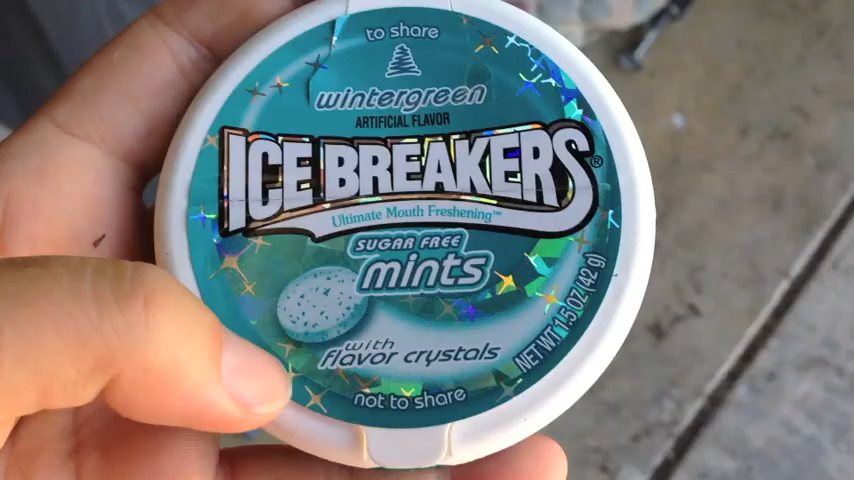 to share
wintergreen
ARTIFICIAL FLAVOR
ICE BREAKERS®
Ultimate Mouth Freshening™
SUGAR FREE
mints
with
flavor crystals
NET WT 1.5 OZ (42 g)
not to share